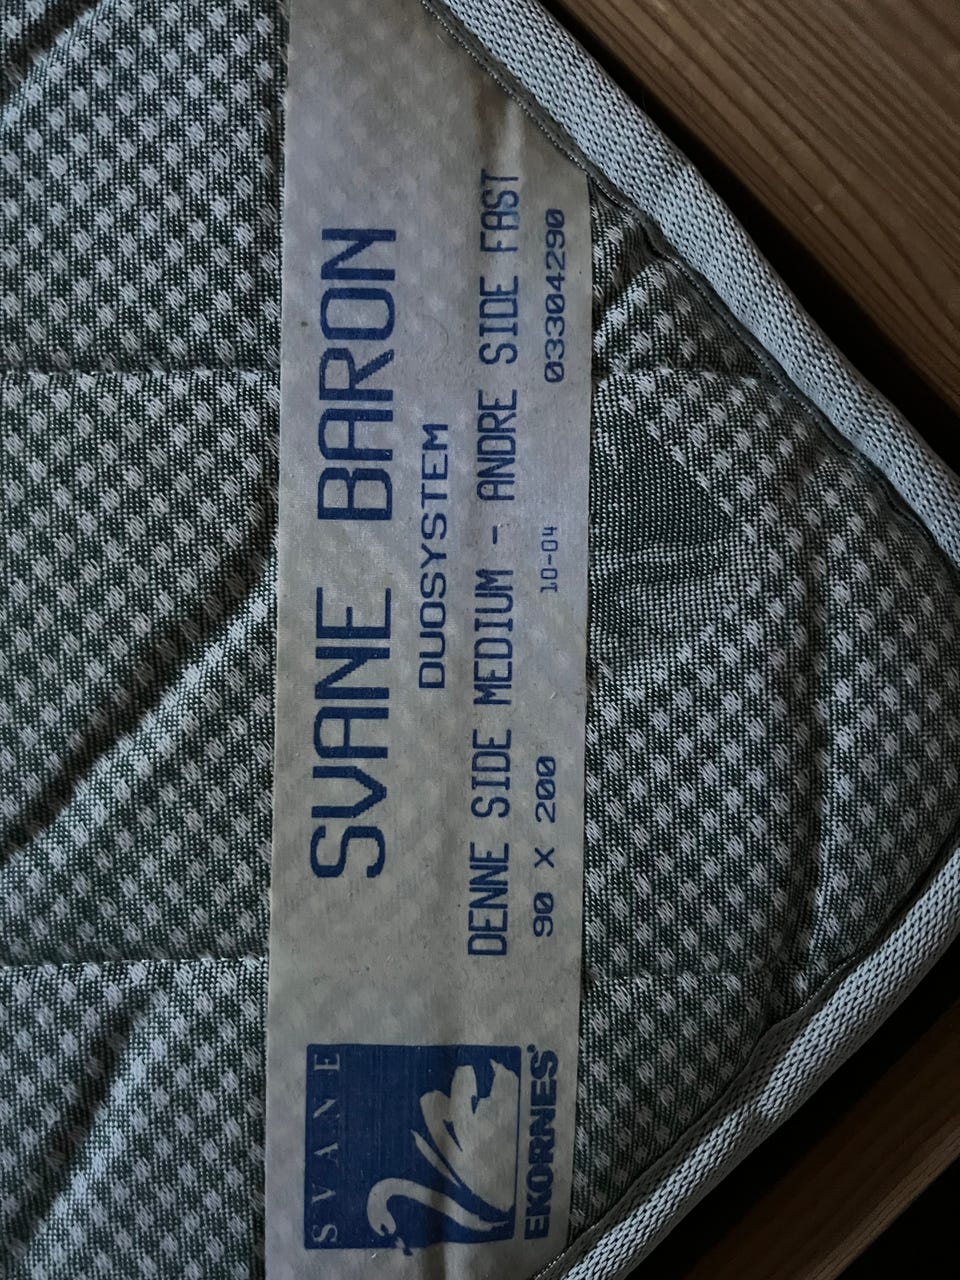 SVANE BARON
DUOSYSTEM
DENNE SIDE MEDIUM - ANDRE SIDE FAST
90 X 200 10-04 03304290
SVANE
EKORNES®